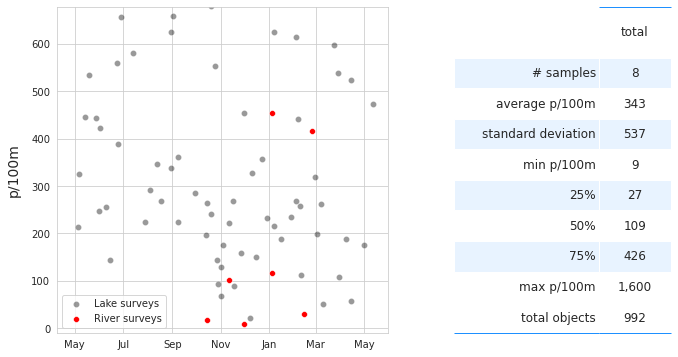 p/100m
600
500
400
300
200
100
0
May Jul Sep Nov Jan Mar May
Lake surveys
River surveys
total
# samples 8
average p/100m 343
standard deviation 537
min p/100m 9
25% 27
50% 109
75% 426
max p/100m 1,600
total objects 992